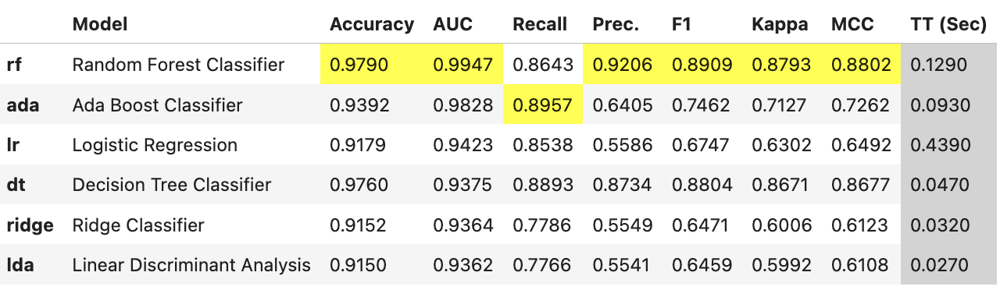 Model Accuracy AUC Recall Prec. F1 Kappa MCC TT (Sec)
rf Random Forest Classifier 0.9790 0.9947 0.8643 0.9206 0.8909 0.8793 0.8802 0.1290
ada Ada Boost Classifier 0.9392 0.9828 0.8957 0.6405 0.7462 0.7127 0.7262 0.0930
lr Logistic Regression 0.9179 0.9423 0.8538 0.5586 0.6747 0.6302 0.6492 0.4390
dt Decision Tree Classifier 0.9760 0.9375 0.8893 0.8734 0.8804 0.8671 0.8677 0.0470
ridge Ridge Classifier 0.9152 0.9364 0.7786 0.5549 0.6471 0.6006 0.6123 0.0320
lda Linear Discriminant Analysis 0.9150 0.9362 0.7766 0.5541 0.6459 0.5992 0.6108 0.0270